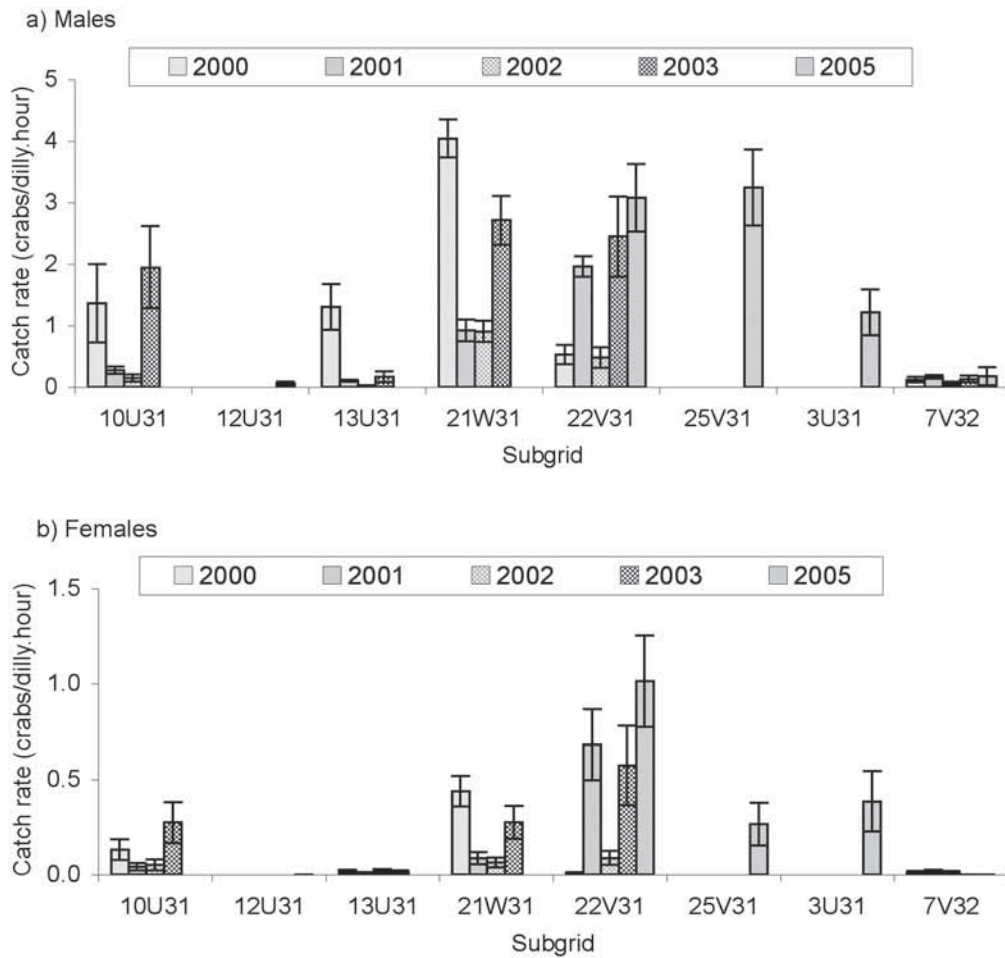 a) Males
2000 2001 2002 2003 2005
Catch rate (crabs/dilly.hour)
5
4
3
2
1
0
10U31 12U31 13U31 21W31 22V31 25V31 3U31 7V32
Subgrid
b) Females
2000 2001 2002 2003 2005
Catch rate (crabs/dilly.hour)
1.5
1.0
0.5
0.0
10U31 12U31 13U31 21W31 22V31 25V31 3U31 7V32
Subgrid